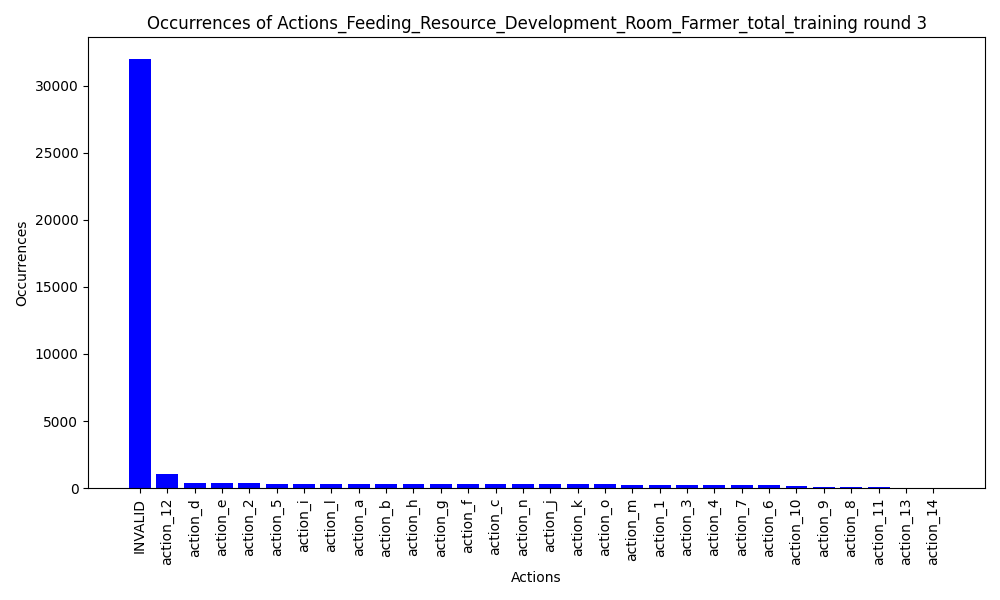 Occurrences of Actions_Feeding_Resource_Development_Room_Farmer_total_training round 3
Occurrences
30000
25000
20000
15000
10000
5000
0
INVALID
action_12
action_d
action_e
action_2
action_5
action_i
action_l
action_a
action_b
action_h
action_g
action_f
action_c
action_n
action_j
action_k
action_o
action_m
action_1
action_3
action_4
action_7
action_6
action_10
action_9
action_8
action_11
action_13
action_14
Actions